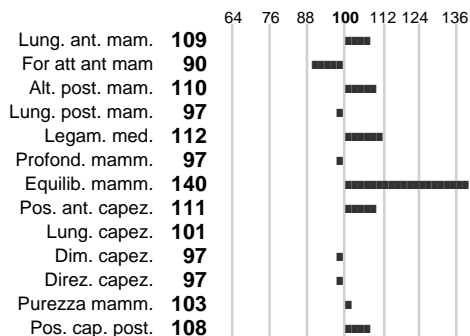 64 76 88 100 112 124 136
Lung. ant. mam. 109
For att ant mam 90
Alt. post. mam. 110
Lung. post. mam. 97
Legam. med. 112
Profond. mamm. 97
Equilib. mamm. 140
Pos. ant. capez. 111
Lung. capez. 101
Dim. capez. 97
Direz. capez. 97
Purezza mamm. 103
Pos. cap. post. 108